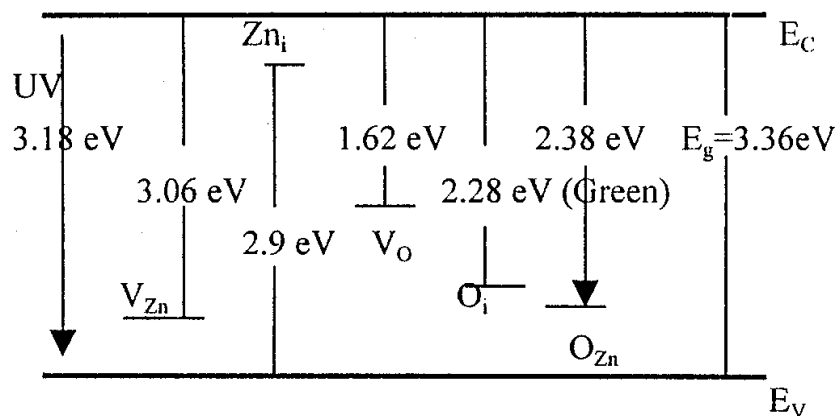 Zn_i E_C
UV
3.18 eV 1.62 eV 2.38 eV E_g=3.36eV
3.06 eV 2.28 eV (Green)
2.9 eV V_O
V_Zn O_i
O_Zn
E_V